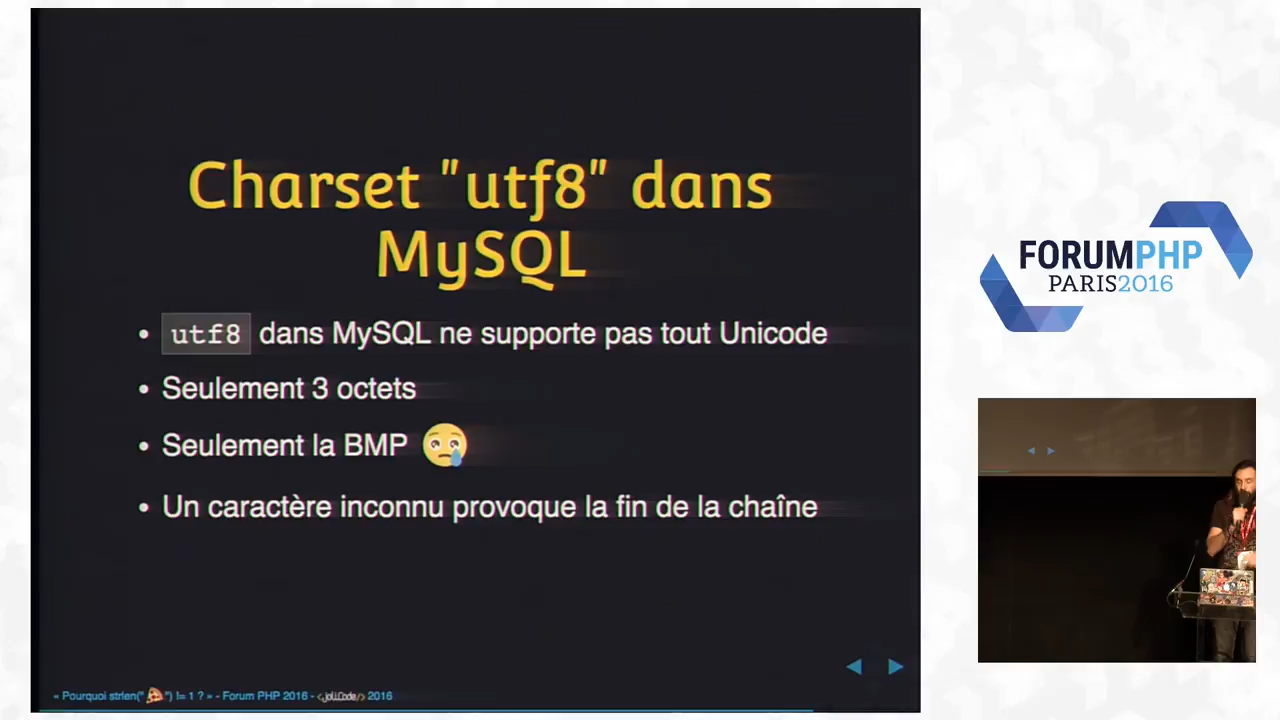 Charset "utf8" dans
MySQL
• utf8 dans MySQL ne supporte pas tout Unicode
• Seulement 3 octets
• Seulement la BMP 😢
• Un caractère inconnu provoque la fin de la chaîne
« Pourquoi strlen("🍕") != 1 ? » - Forum PHP 2016 - </JoliCode/> 2016
FORUMPHP
PARIS2016